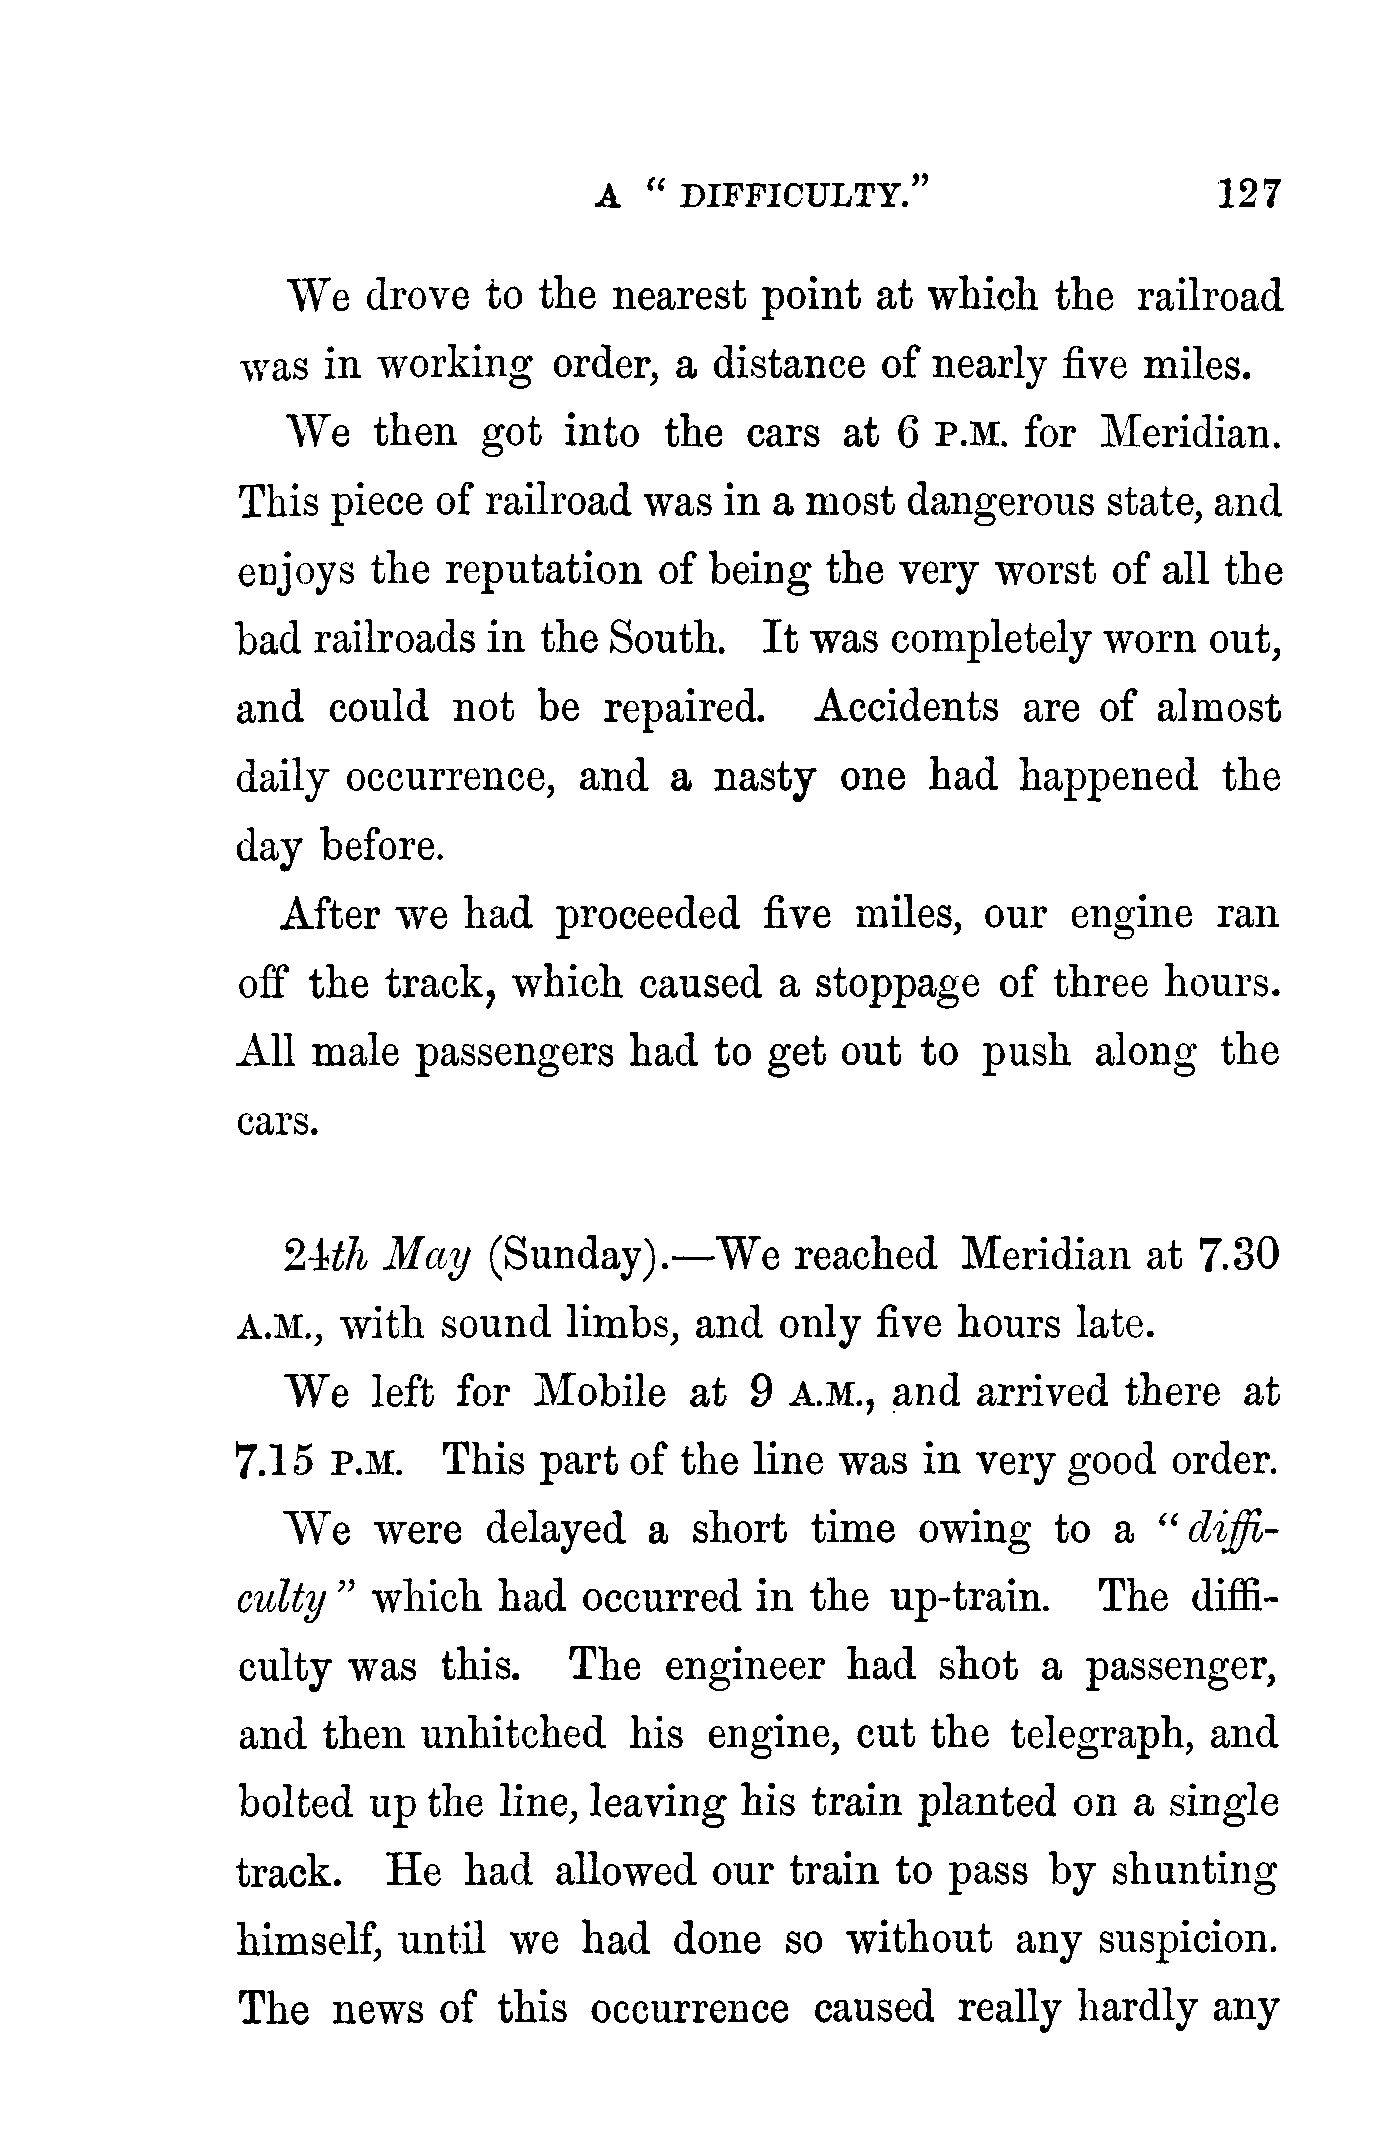 A “ DIFFICULTY.” 127
We drove to the nearest point at which the railroad
was in working order, a distance of nearly five miles.
We then got into the cars at 6 P.M. for Meridian.
This piece of railroad was in a most dangerous state, and
enjoys the reputation of being the very worst of all the
bad railroads in the South. It was completely worn out,
and could not be repaired. Accidents are of almost
daily occurrence, and a nasty one had happened the
day before.
After we had proceeded five miles, our engine ran
off the track, which caused a stoppage of three hours.
All male passengers had to get out to push along the
cars.
24th May (Sunday).—We reached Meridian at 7.30
A.M., with sound limbs, and only five hours late.
We left for Mobile at 9 A.M., and arrived there at
7.15 P.M. This part of the line was in very good order.
We were delayed a short time owing to a “ diffi-
culty ” which had occurred in the up-train. The diffi-
culty was this. The engineer had shot a passenger,
and then unhitched his engine, cut the telegraph, and
bolted up the line, leaving his train planted on a single
track. He had allowed our train to pass by shunting
himself, until we had done so without any suspicion.
The news of this occurrence caused really hardly any